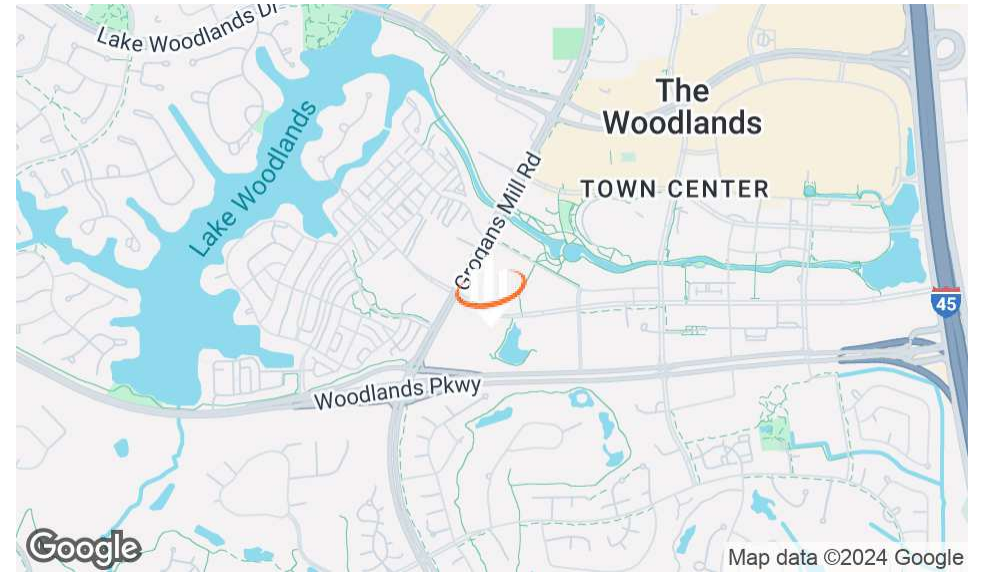 Lake Woodlands Dr
The
Woodlands
Lake Woodlands
Grogans Mill Rd
TOWN CENTER
45
Woodlands Pkwy
Google
Map data ©2024 Google